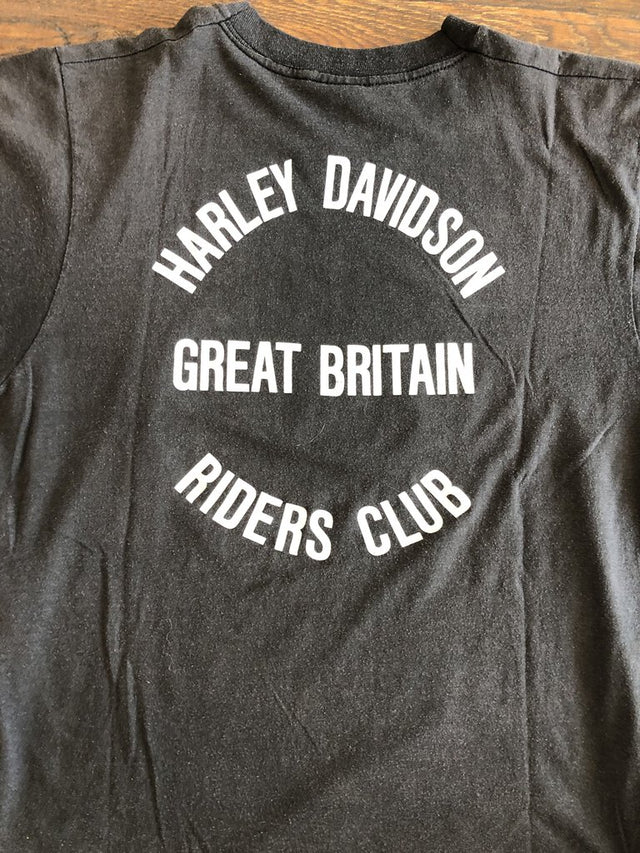 HARLEY DAVIDSON
GREAT BRITAIN
RIDERS CLUB